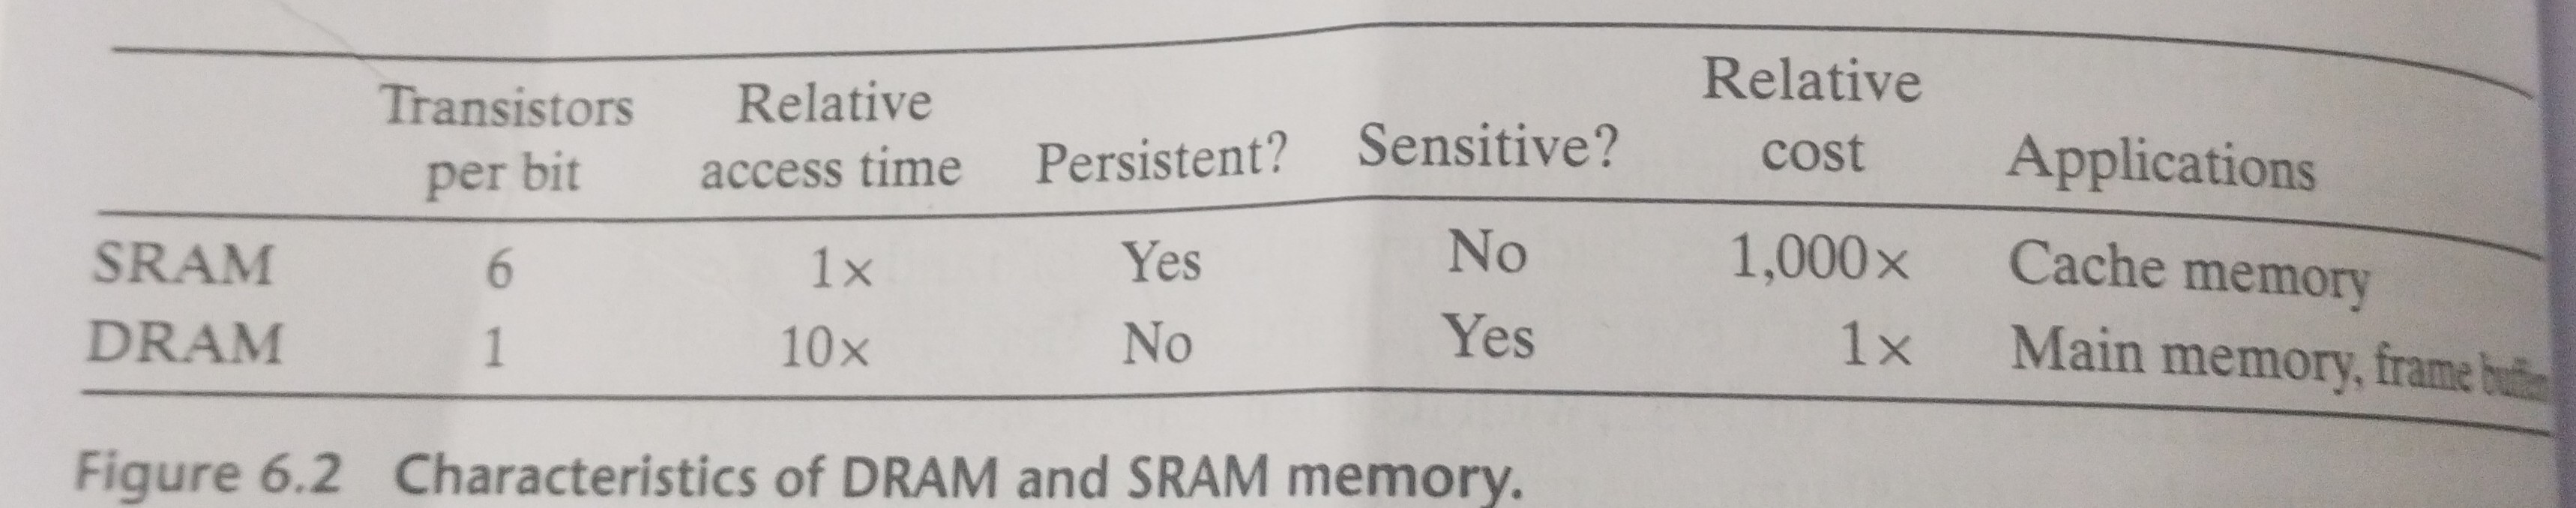 Transistors per bit Relative access time Persistent? Sensitive? Relative cost Applications
SRAM 6 1× Yes No 1,000× Cache memory
DRAM 1 10× No Yes 1× Main memory, frame
Figure 6.2 Characteristics of DRAM and SRAM memory.